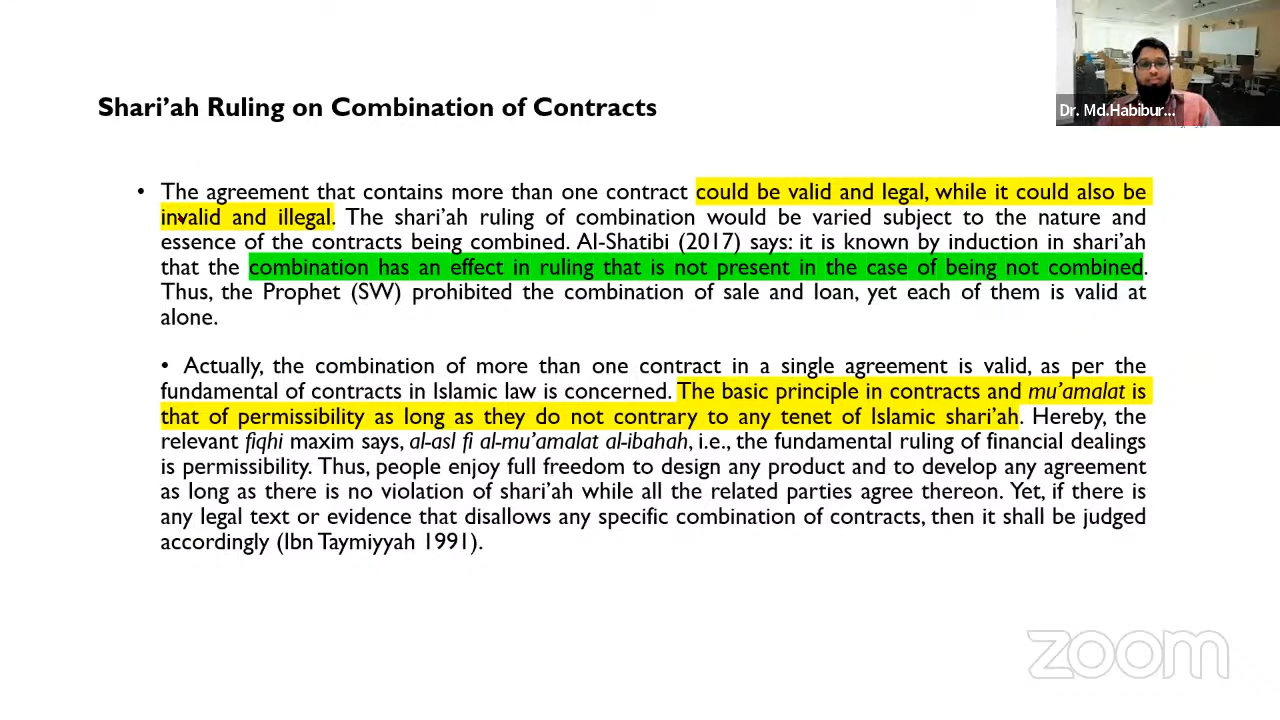 Dr. Md.Habibur...
Shari’ah Ruling on Combination of Contracts
• The agreement that contains more than one contract could be valid and legal, while it could also be
invalid and illegal. The shari’ah ruling of combination would be varied subject to the nature and
essence of the contracts being combined. Al-Shatibi (2017) says: it is known by induction in shari’ah
that the combination has an effect in ruling that is not present in the case of being not combined.
Thus, the Prophet (SW) prohibited the combination of sale and loan, yet each of them is valid at
alone.
• Actually, the combination of more than one contract in a single agreement is valid, as per the
fundamental of contracts in Islamic law is concerned. The basic principle in contracts and mu’amalat is
that of permissibility as long as they do not contrary to any tenet of Islamic shari’ah. Hereby, the
relevant fiqhi maxim says, al-asl fi al-mu’amalat al-ibahah, i.e., the fundamental ruling of financial dealings
is permissibility. Thus, people enjoy full freedom to design any product and to develop any agreement
as long as there is no violation of shari’ah while all the related parties agree thereon. Yet, if there is
any legal text or evidence that disallows any specific combination of contracts, then it shall be judged
accordingly (Ibn Taymiyyah 1991).
zoom